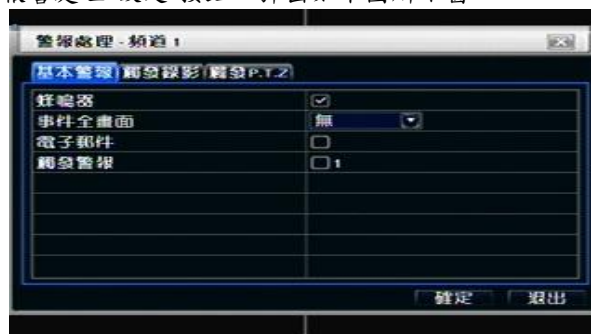 警報處理 - 頻道 1
基本警報 觸發錄影 觸發P.T.Z
蜂鳴器
事件全畫面 無
電子郵件
觸發警報 1
確定 退出